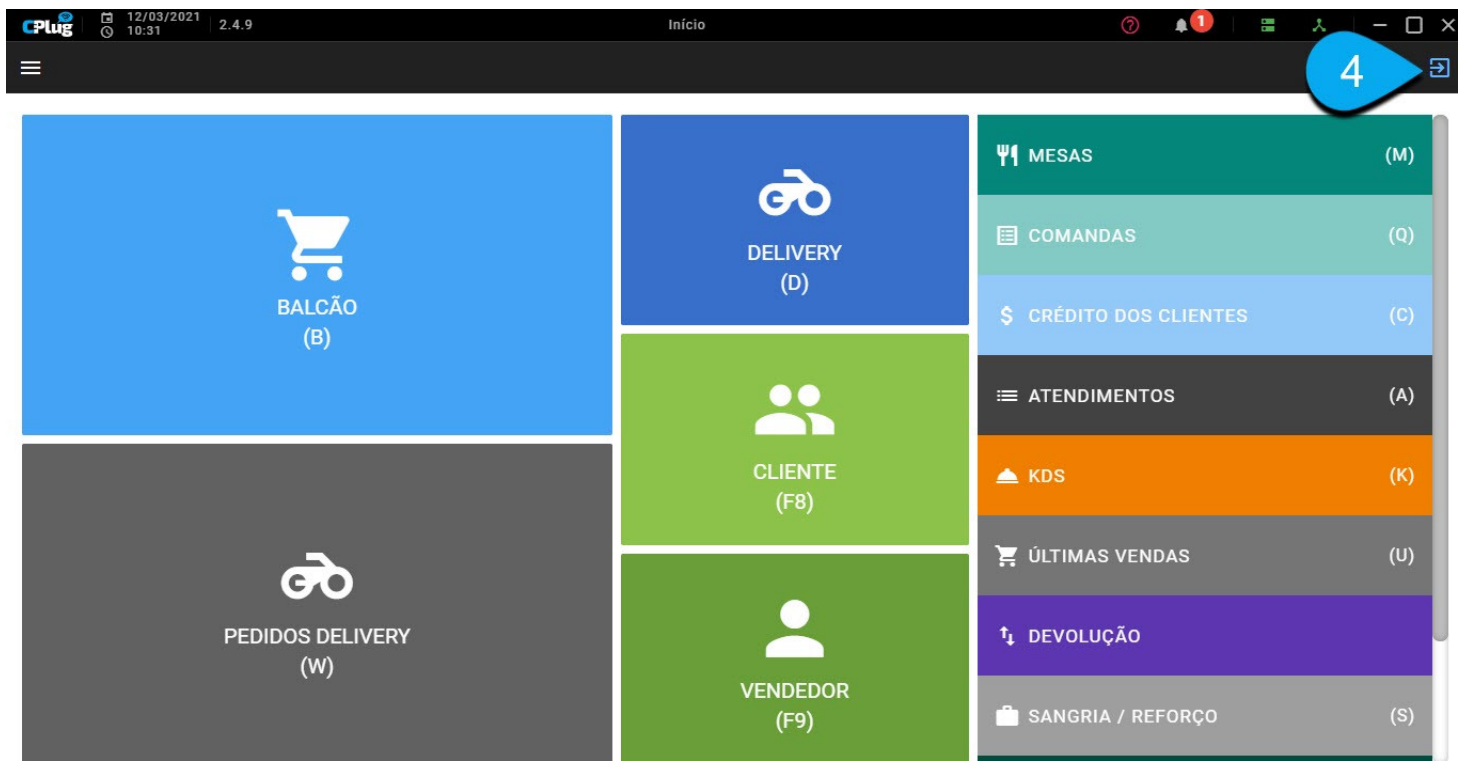 CPlug
12/03/2021
10:31
2.4.9
Início
1
4
BALCÃO
(B)
PEDIDOS DELIVERY
(W)
DELIVERY
(D)
CLIENTE
(F8)
VENDEDOR
(F9)
MESAS (M)
COMANDAS (Q)
$ CRÉDITO DOS CLIENTES (C)
ATENDIMENTOS (A)
KDS (K)
ÚLTIMAS VENDAS (U)
DEVOLUÇÃO
SANGRIA / REFORÇO (S)